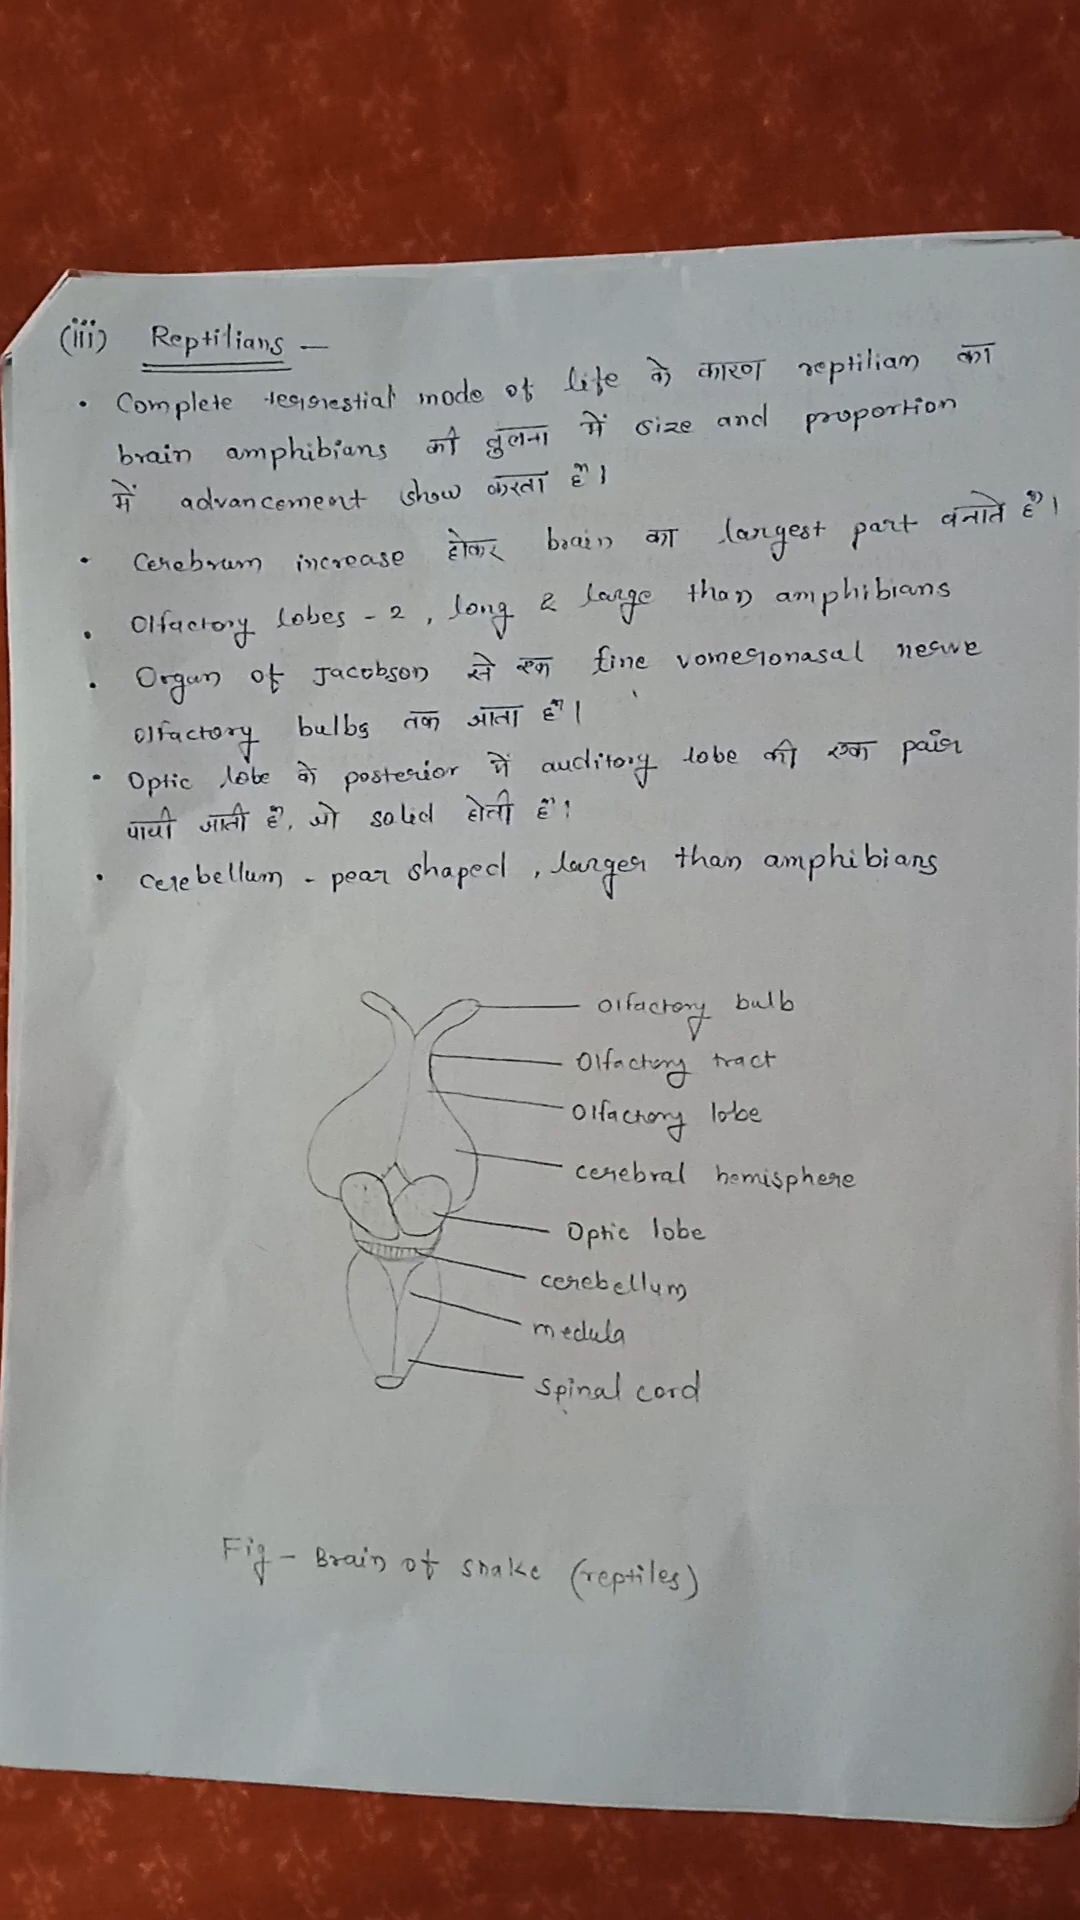 (iii) Reptilians —
• Complete terrestial mode of life के कारण reptilian का
brain amphibians की तुलना में size and proportion
में advancement show करता है।
• Cerebrum increase होकर brain का largest part बनाते है।
• Olfactory lobes - 2, long & large than amphibians
• Organ of Jacobson से एक fine vomeronasal nerve
olfactory bulbs तक आता है।
• Optic lobe के posterior में auditory lobe की एक pair
पायी जाती है, जो solid होती है।
• Cerebellum - pear shaped, larger than amphibians
Olfactory bulb
Olfactory tract
Olfactory lobe
cerebral hemisphere
Optic lobe
cerebellum
medula
spinal cord
Fig - Brain of snake (reptiles)